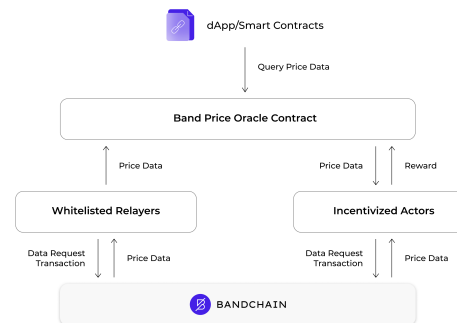 dApp/Smart Contracts
Query Price Data
Band Price Oracle Contract
Price Data
Price Data
Reward
Whitelisted Relayers
Incentivized Actors
Data Request
Transaction
Price Data
Data Request
Transaction
Price Data
BANDCHAIN